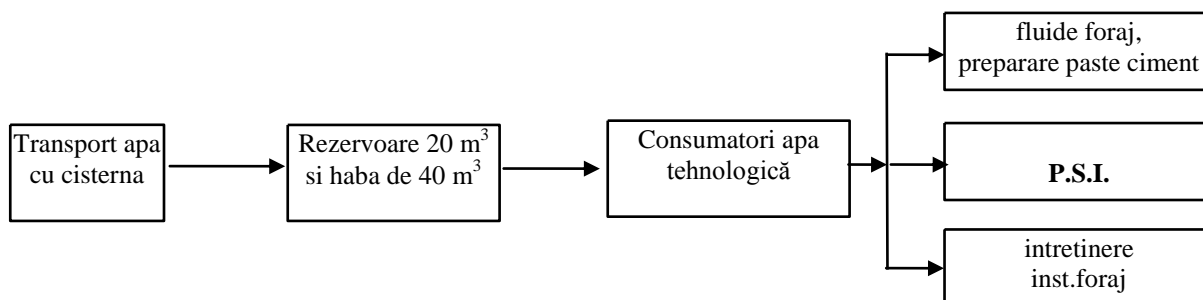 Transport apa
cu cisterna
Rezervoare 20 m³
si haba de 40 m³
Consumatori apa
tehnologică
fluide foraj,
preparare paste ciment
P.S.I.
intretinere
inst.foraj